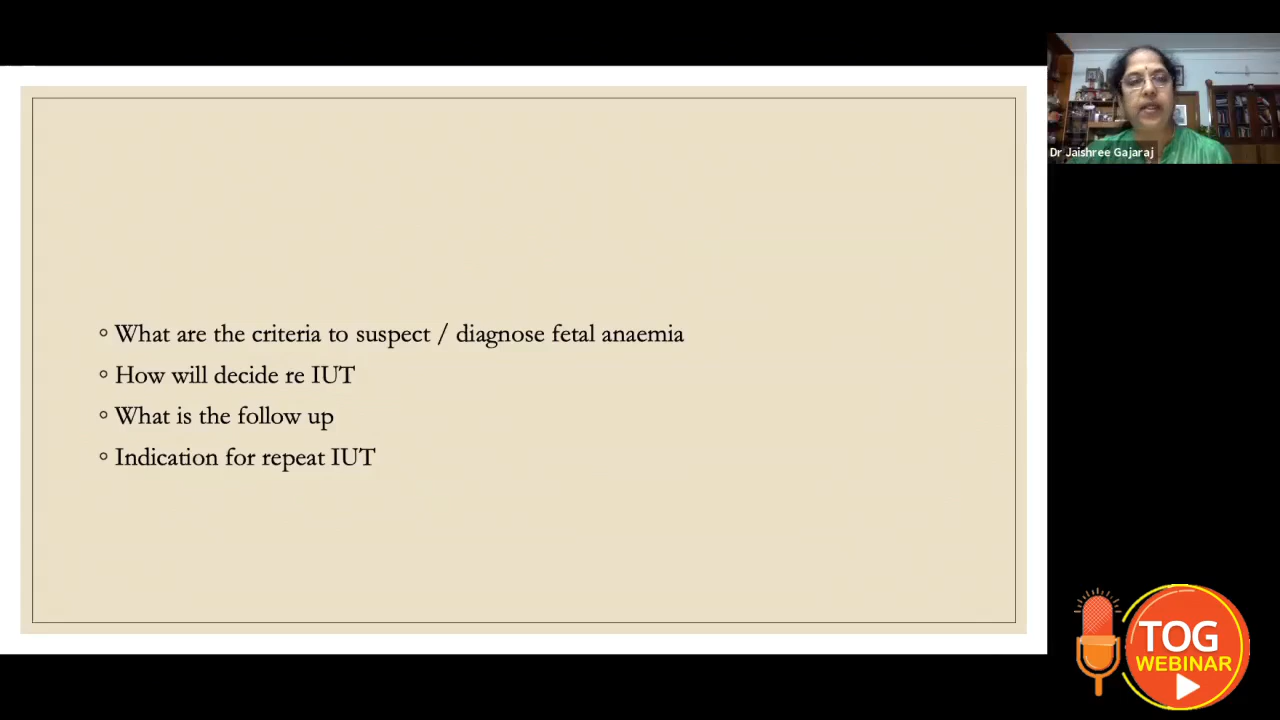 Dr Jaishree Gajaraj
◦ What are the criteria to suspect / diagnose fetal anaemia
◦ How will decide re IUT
◦ What is the follow up
◦ Indication for repeat IUT
TOG
WEBINAR